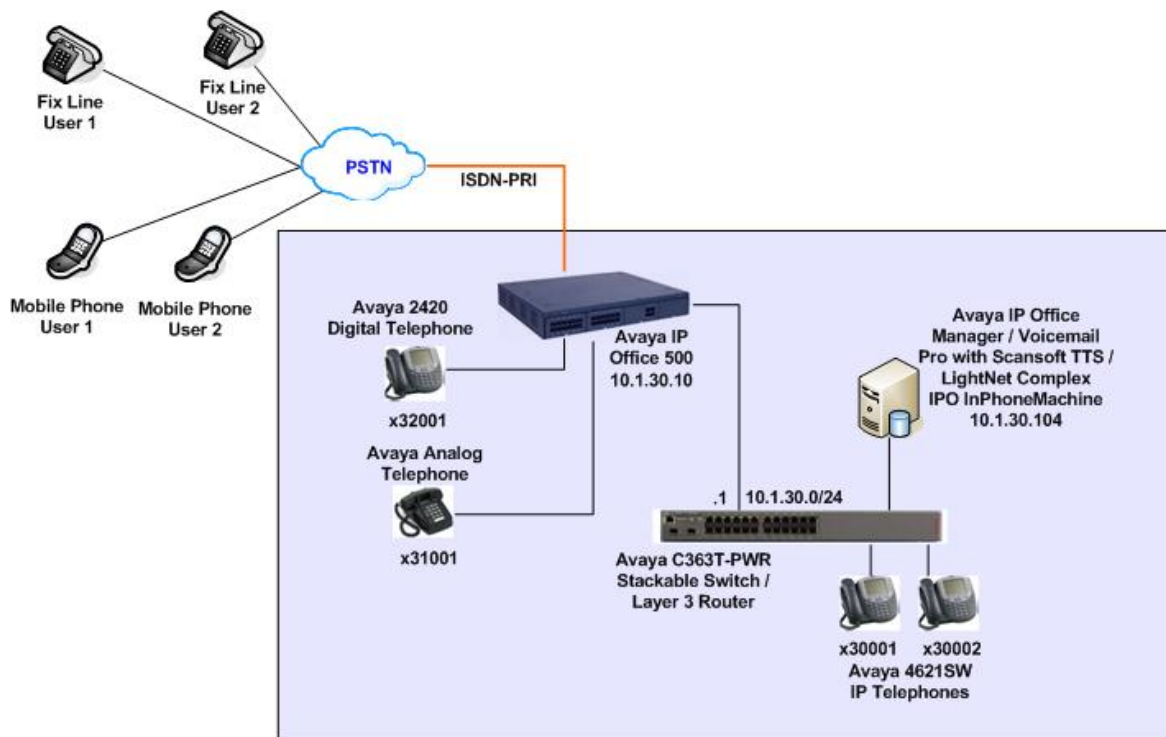 Fix Line
User 1
Fix Line
User 2
PSTN
ISDN-PRI
Mobile Phone
User 1
Mobile Phone
User 2
Avaya 2420
Digital Telephone
x32001
Avaya IP
Office 500
10.1.30.10
Avaya IP Office
Manager / Voicemail
Pro with Scansoft TTS /
LightNet Complex
IPO InPhoneMachine
10.1.30.104
Avaya Analog
Telephone
x31001
.1 10.1.30.0/24
Avaya C363T-PWR
Stackable Switch /
Layer 3 Router
x30001 x30002
Avaya 4621SW
IP Telephones